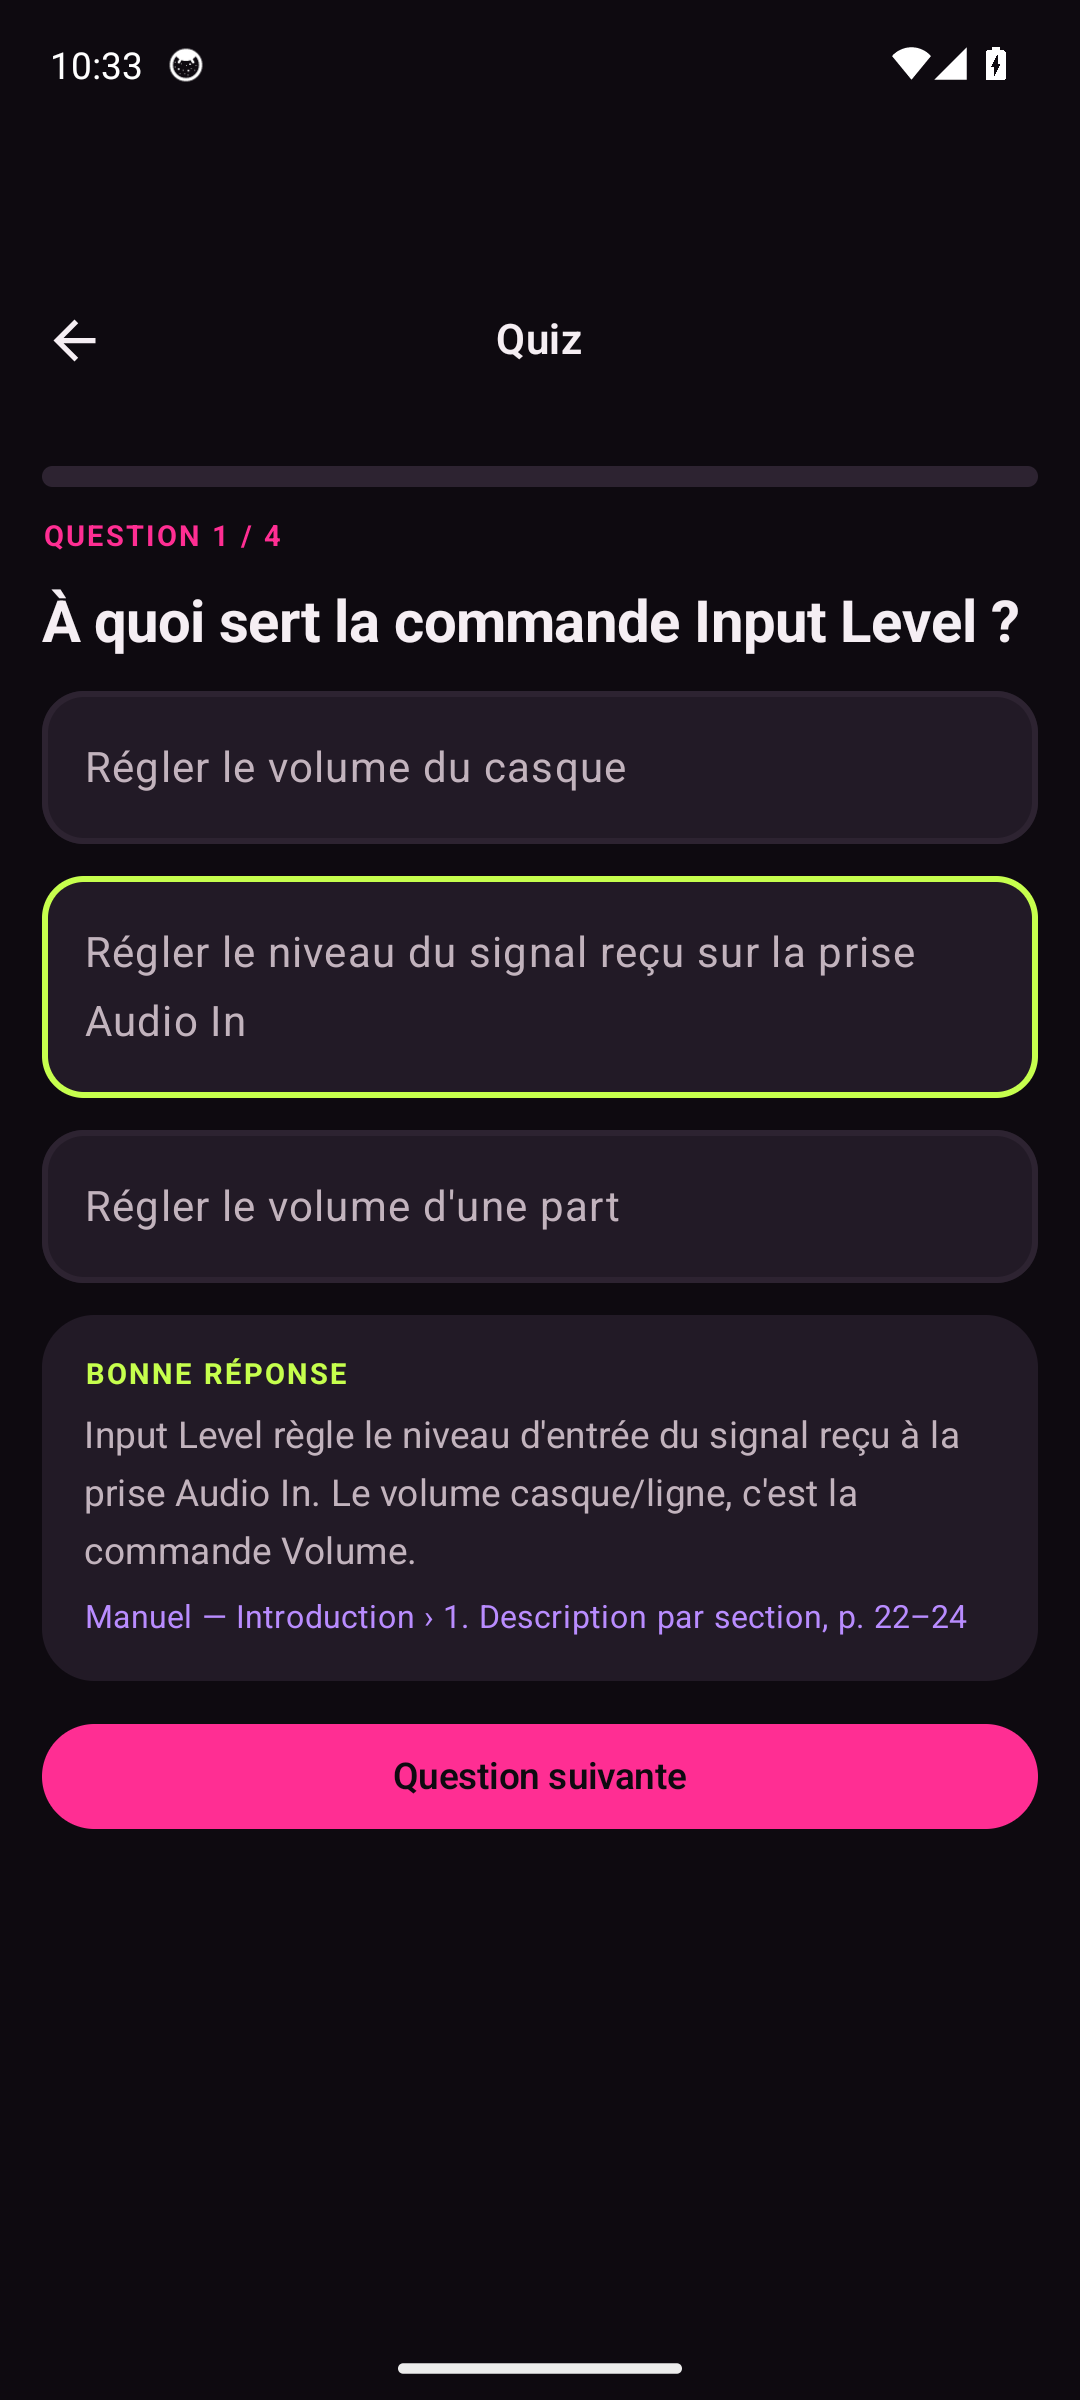 10:33
Quiz
QUESTION 1 / 4
À quoi sert la commande Input Level ?
Régler le volume du casque
Régler le niveau du signal reçu sur la prise
Audio In
Régler le volume d'une part
BONNE RÉPONSE
Input Level règle le niveau d'entrée du signal reçu à la
prise Audio In. Le volume casque/ligne, c'est la
commande Volume.
Manuel — Introduction › 1. Description par section, p. 22–24
Question suivante